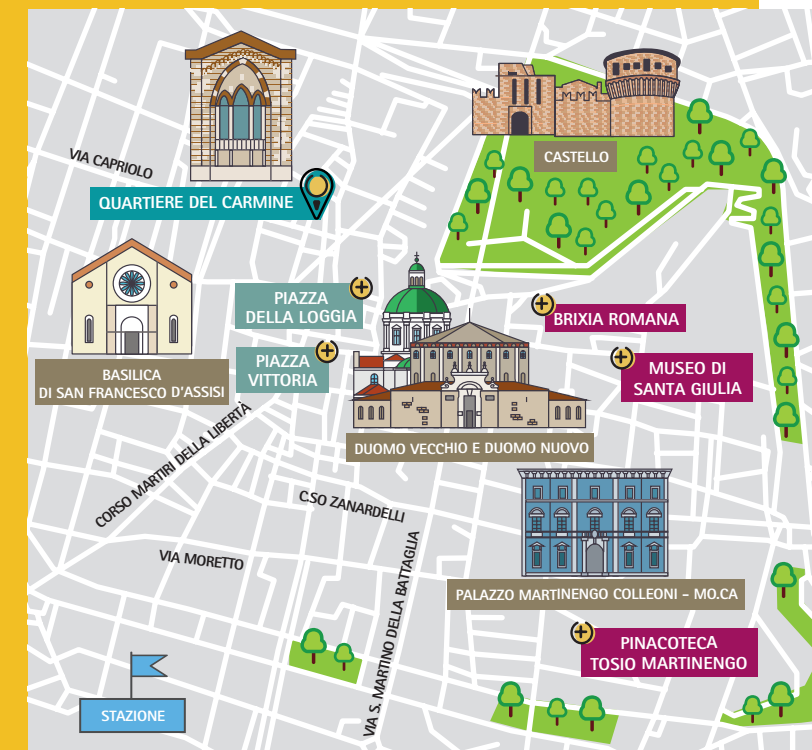 VIA CAPRIOLO
CASTELLO
QUARTIERE DEL CARMINE
PIAZZA
DELLA LOGGIA
BRIXIA ROMANA
PIAZZA
VITTORIA
BASILICA
DI SAN FRANCESCO D'ASSISI
MUSEO DI
SANTA GIULIA
DUOMO VECCHIO E DUOMO NUOVO
CORSO MARTIRI DELLA LIBERTÀ
C.SO ZANARDELLI
VIA MORETTO
VIA S. MARTINO DELLA BATTAGLIA
PALAZZO MARTINENGO COLLEONI - MO.CA
PINACOTECA
TOSIO MARTINENGO
STAZIONE